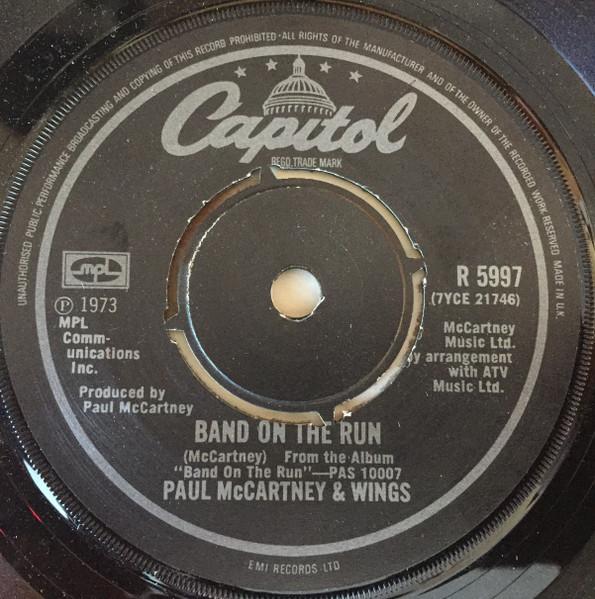 UNAUTHORISED PUBLIC PERFORMANCE BROADCASTING AND COPYING OF THIS RECORD PROHIBITED·ALL RIGHTS OF THE MANUFACTURER AND OF THE OWNER OF THE RECORDED WORK RESERVED MADE IN U.K.
Capitol
REGD. TRADE MARK
mpl
℗ 1973
MPL
Comm-
unications
Inc.
Produced by
Paul McCartney
R 5997
(7YCE 21746)
McCartney
Music Ltd.
y arrangement
with ATV
Music Ltd.
BAND ON THE RUN
(McCartney) From the Album
"Band On The Run"—PAS 10007
PAUL McCARTNEY & WINGS
EMI RECORDS LTD